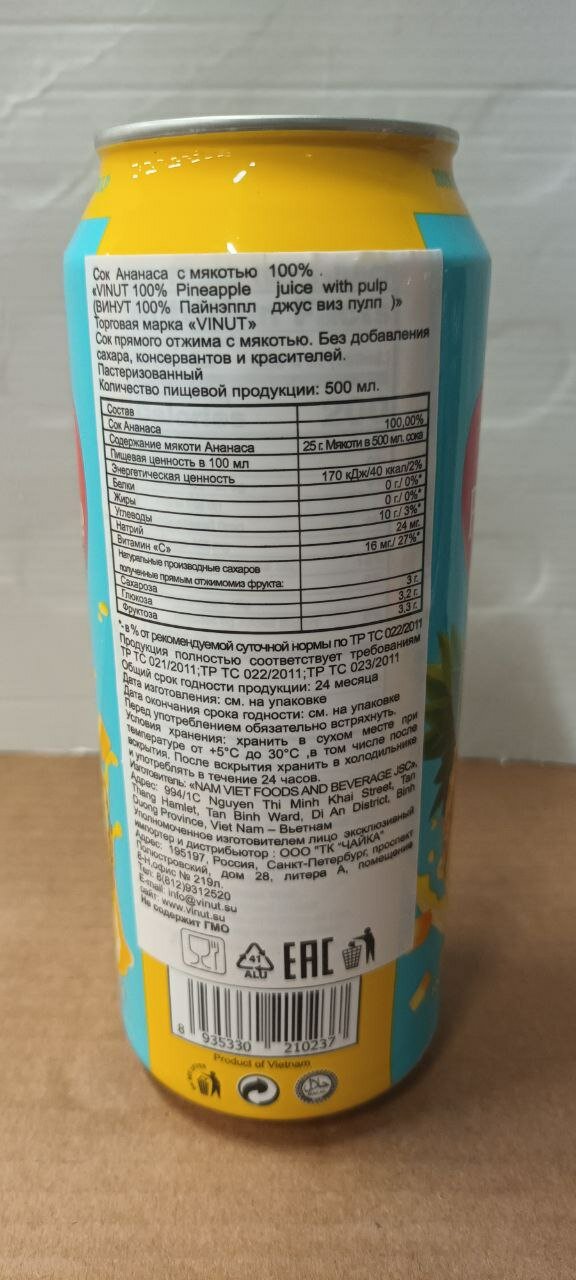 Сок Ананаса с мякотью 100% .
«VINUT 100% Pineapple juice with pulp
(ВИНУТ 100% Пайнэппл джус виз пулп )»
Торговая марка «VINUT»
Сок прямого отжима с мякотью. Без добавления
сахара, консервантов и красителей.
Пастеризованный
Количество пищевой продукции: 500 мл.
Состав
Сок Ананаса 100,00%
Содержание мякоти Ананаса 25 г. Мякоти в 500 мл. сока
Пищевая ценность в 100 мл
Энергетическая ценность 170 кДж/40 ккал/2%
Белки 0 г./ 0%*
Жиры 0 г./ 0%*
Углеводы 10 г./ 3%*
Натрий 24 мг.
Витамин «С» 16 мг./ 27%*
Натуральные производные сахаров
полученные прямым отжимомиз фрукта:
Сахароза 3 г.
Глюкоза 3,2 г.
Фруктоза 3,3 г.
*-в % от рекомендуемой суточной нормы по ТР ТС 022/2011
Продукция полностью соответствует требованиям
ТР ТС 021/2011;ТР ТС 022/2011;ТР ТС 023/2011
Общий срок годности продукции: 24 месяца
Дата изготовления: см. на упаковке
Дата окончания срока годности: см. на упаковке
Перед употреблением обязательно встряхнуть.
Условия хранения: хранить в сухом месте при
температуре от +5°С до 30°С ,в том числе после
вскрытия. После вскрытия хранить в холодильнике
и употреблять в течение 24 часов.
Изготовитель: «NAM VIET FOODS AND BEVERAGE JSC»,
Адрес: 994/1C Nguyen Thi Minh Khai Street, Tan
Thang Hamlet, Tan Binh Ward, Di An District, Binh
Duong Province, Viet Nam – Вьетнам
Уполномоченное изготовителем лицо эксклюзивный
импортер и дистрибьютор : ООО "ТК "ЧАЙКА"
Адрес: 195197, Россия, Санкт-Петербург, проспект
Полюстровский, дом 28, литера А, помещение
8-Н,офис № 219л.
Тел: 8(812)9312520
E-mail: info@vinut.su
сайт: www.vinut.su
Не содержит ГМО
41
ALU
EAC
8 935330 210237
Product of Vietnam